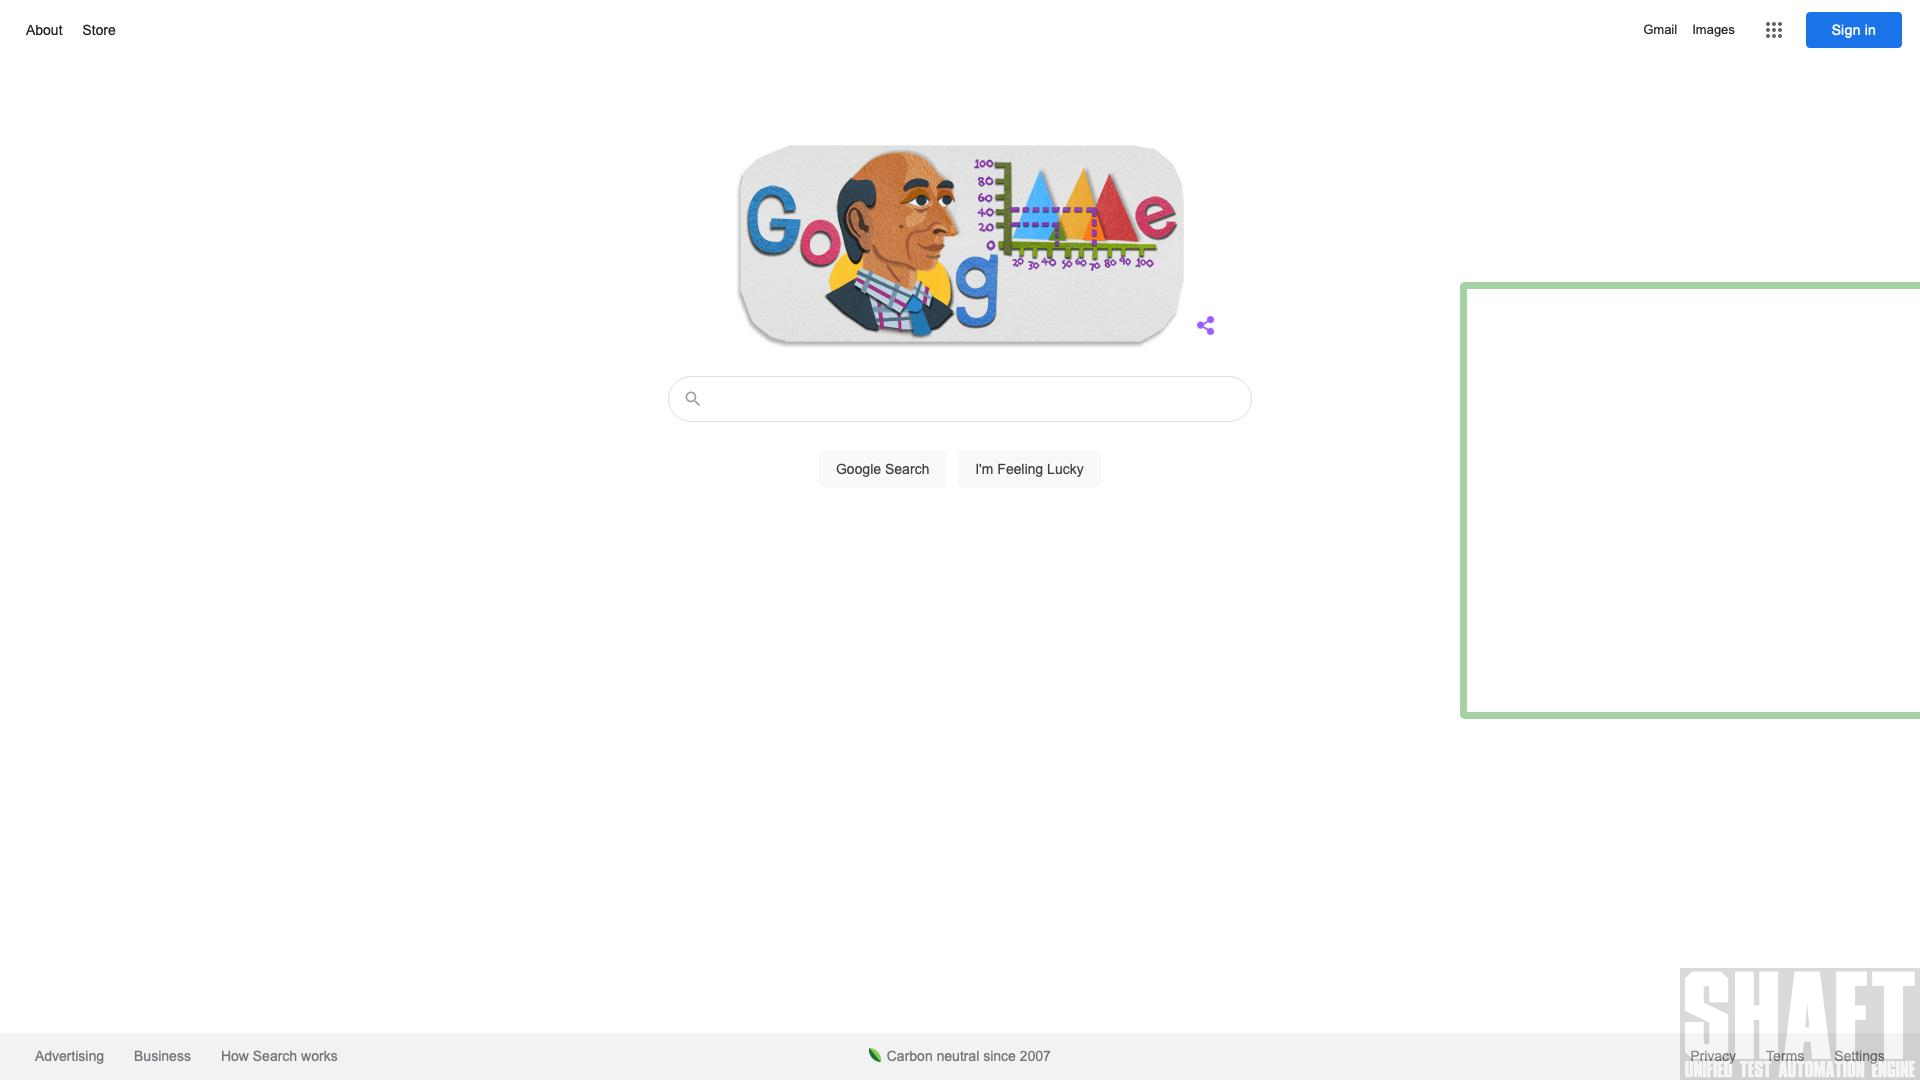 About Store
Gmail Images Sign in
Go g e
100
80
60
40
20
0
20 30 40 50 60 70 80 90 100
Google Search I'm Feeling Lucky
Advertising Business How Search works
Carbon neutral since 2007
Privacy Terms Settings
SHAFT
UNIFIED TEST AUTOMATION ENGINE